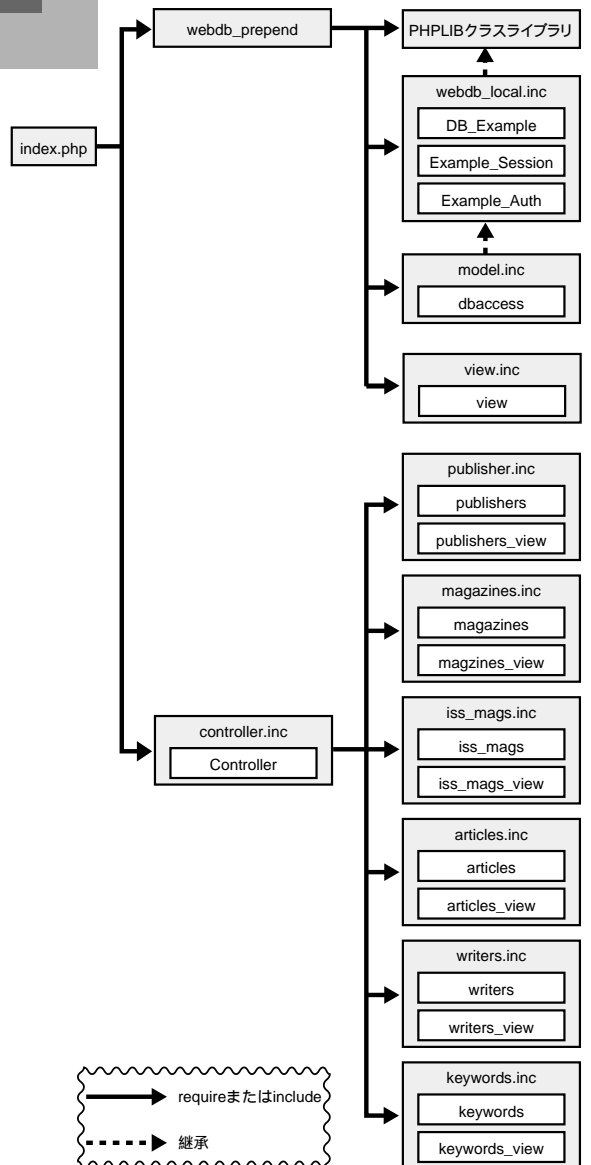 index.php
webdb_prepend
PHPLIBクラスライブラリ
webdb_local.inc
DB_Example
Example_Session
Example_Auth
model.inc
dbaccess
view.inc
view
controller.inc
Controller
publisher.inc
publishers
publishers_view
magazines.inc
magazines
magzines_view
iss_mags.inc
iss_mags
iss_mags_view
articles.inc
articles
articles_view
writers.inc
writers
writers_view
keywords.inc
keywords
keywords_view
requireまたはinclude
継承